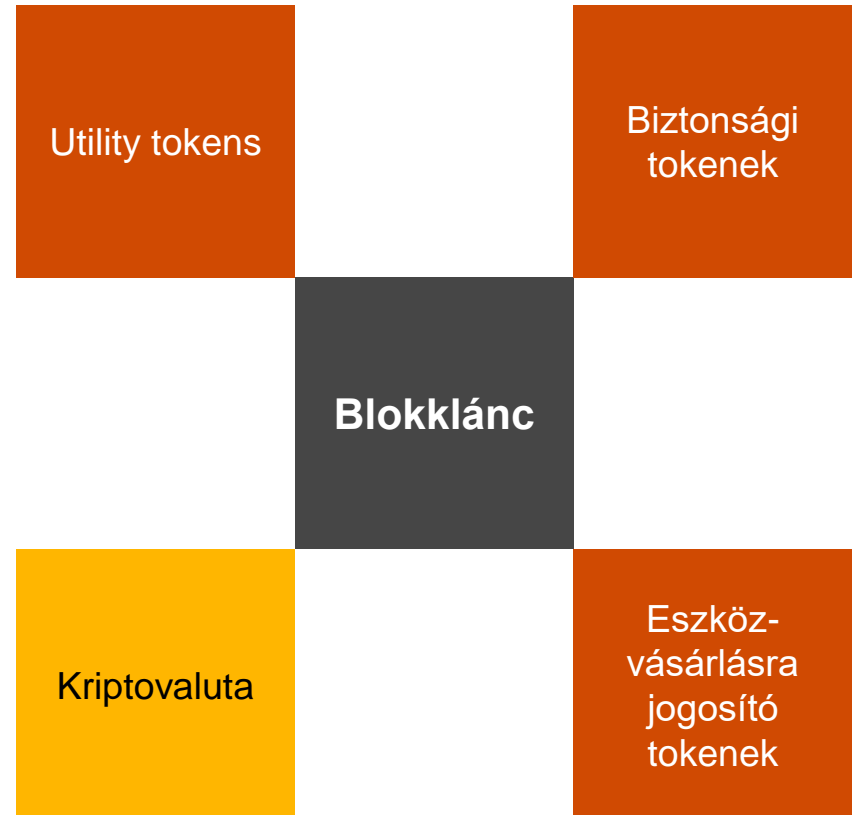 Utility tokens
Biztonsági
tokenek
Blokklánc
Kriptovaluta
Eszköz-
vásárlásra
jogosító
tokenek